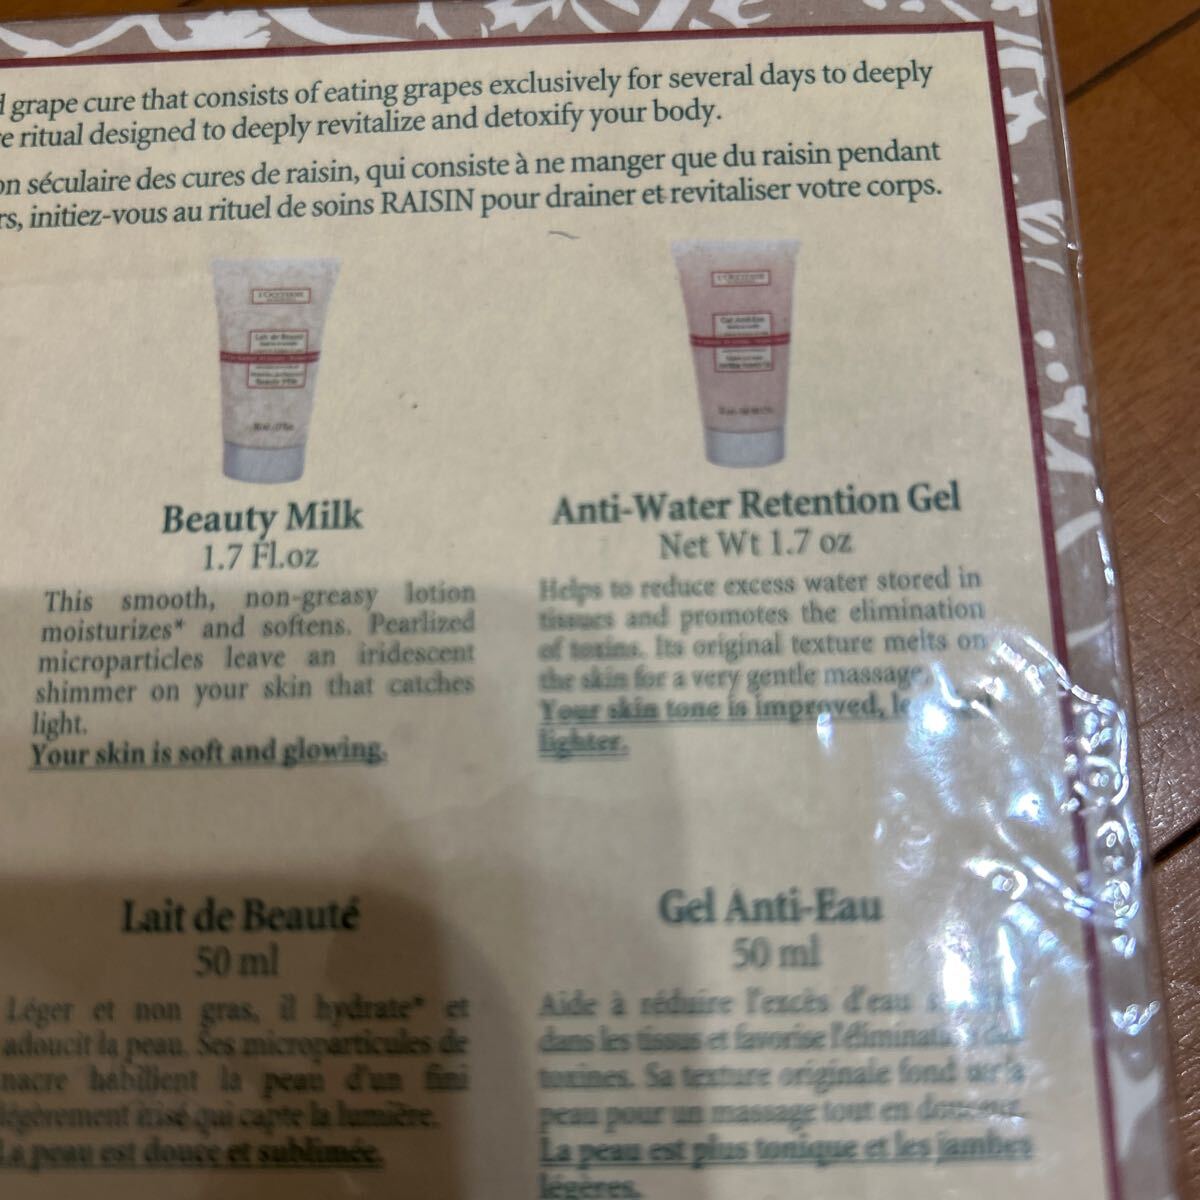 grape cure that consists of eating grapes exclusively for several days to deeply
ritual designed to deeply revitalize and detoxify your body.
séculaire des cures de raisin, qui consiste à ne manger que du raisin pendant
initiez-vous au rituel de soins RAISIN pour drainer et revitaliser votre corps.
L'OCCITANE
Lait de Beauté
Beauty Milk
L'OCCITANE
Gel Anti-Eau
Beauty Milk
1.7 Fl.oz
This smooth, non-greasy lotion
moisturizes* and softens. Pearlized
microparticles leave an iridescent
shimmer on your skin that catches
light.
Your skin is soft and glowing.
Anti-Water Retention Gel
Net Wt 1.7 oz
Helps to reduce excess water stored in
tissues and promotes the elimination
of toxins. Its original texture melts on
the skin for a very gentle massage.
Your skin tone is improved,
lighter.
Lait de Beauté
50 ml
Léger et non gras, il hydrate* et
adoucit la peau. Ses microparticules de
nacre habillent la peau d'un fini
légèrement irisé qui capte la lumière.
La peau est douce et sublimée.
Gel Anti-Eau
50 ml
Aide à réduire l'excès d'eau
dans les tissus et favorise
toxines. Sa texture originale fond sur la
peau pour un massage tout en
La peau est plus tonique et les jambes
légères.